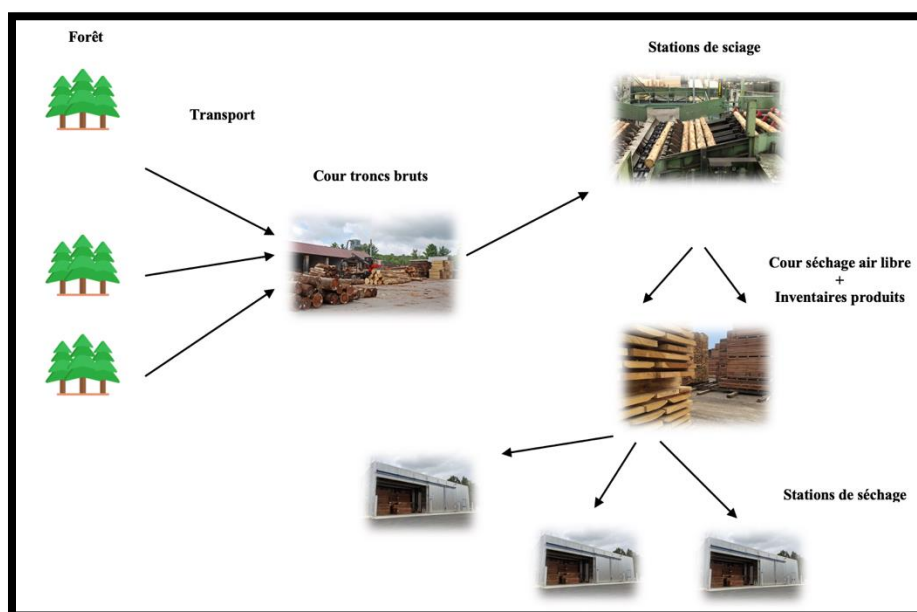 Forêt
Stations de sciage
Transport
Cour troncs bruts
Cour séchage air libre
+
Inventaires produits
Stations de séchage